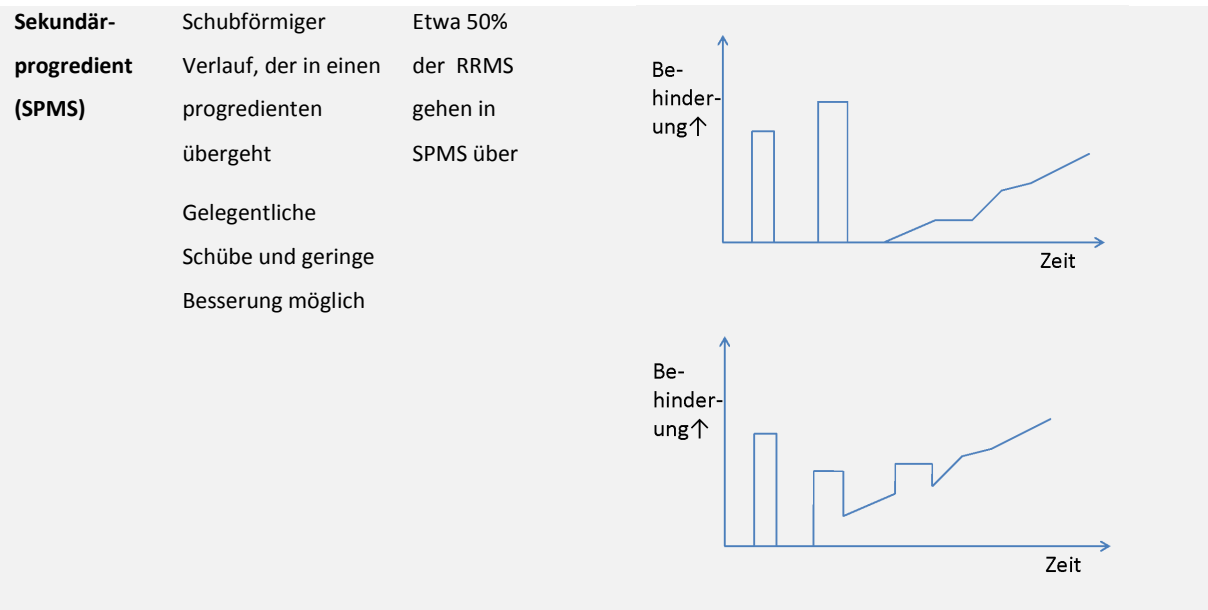 Sekundär-
progredient
(SPMS)
Schubförmiger
Verlauf, der in einen
progredienten
übergeht
Gelegentliche
Schübe und geringe
Besserung möglich
Etwa 50%
der RRMS
gehen in
SPMS über
Be-
hinder-
ung↑
Zeit
Be-
hinder-
ung↑
Zeit